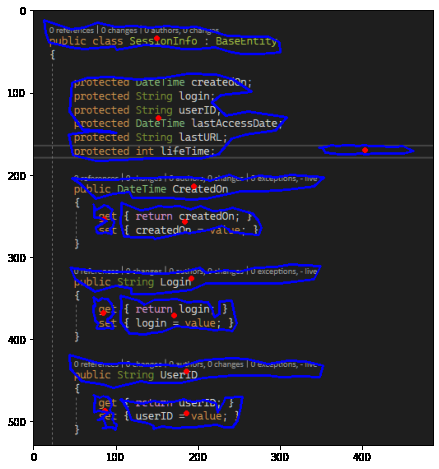 0
100
200
300
400
500
0 references | 0 changes | 0 authors, 0 changes
public class SessionInfo : BaseEntity
{
protected DateTime createdOn;
protected String login;
protected String userID;
protected DateTime lastAccessDate;
protected String lastURL;
protected int lifeTime;
0 references | 0 changes | 0 authors, 0 changes | 0 exceptions, - live
public DateTime CreatedOn
{
get { return createdOn; }
set { createdOn = value; }
}
0 references | 0 changes | 0 authors, 0 changes | 0 exceptions, - live
public String Login
{
get { return login; }
set { login = value; }
}
0 references | 0 changes | 0 authors, 0 changes | 0 exceptions, - live
public String UserID
{
get { return userID; }
set { userID = value; }
}
0 100 200 300 400